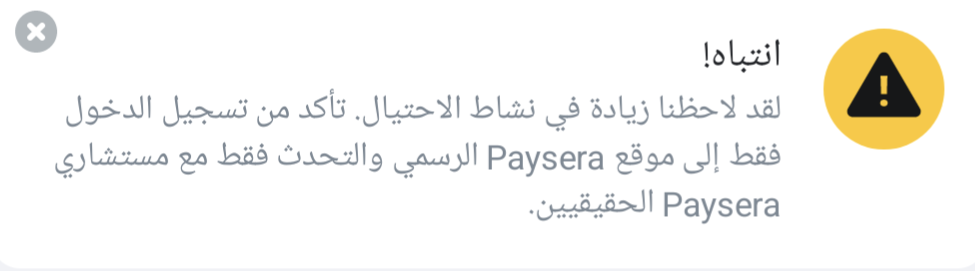 انتباه!
لقد لاحظنا زيادة في نشاط الاحتيال. تأكد من تسجيل الدخول
فقط إلى موقع Paysera الرسمي والتحدث فقط مع مستشاري
Paysera الحقيقيين.